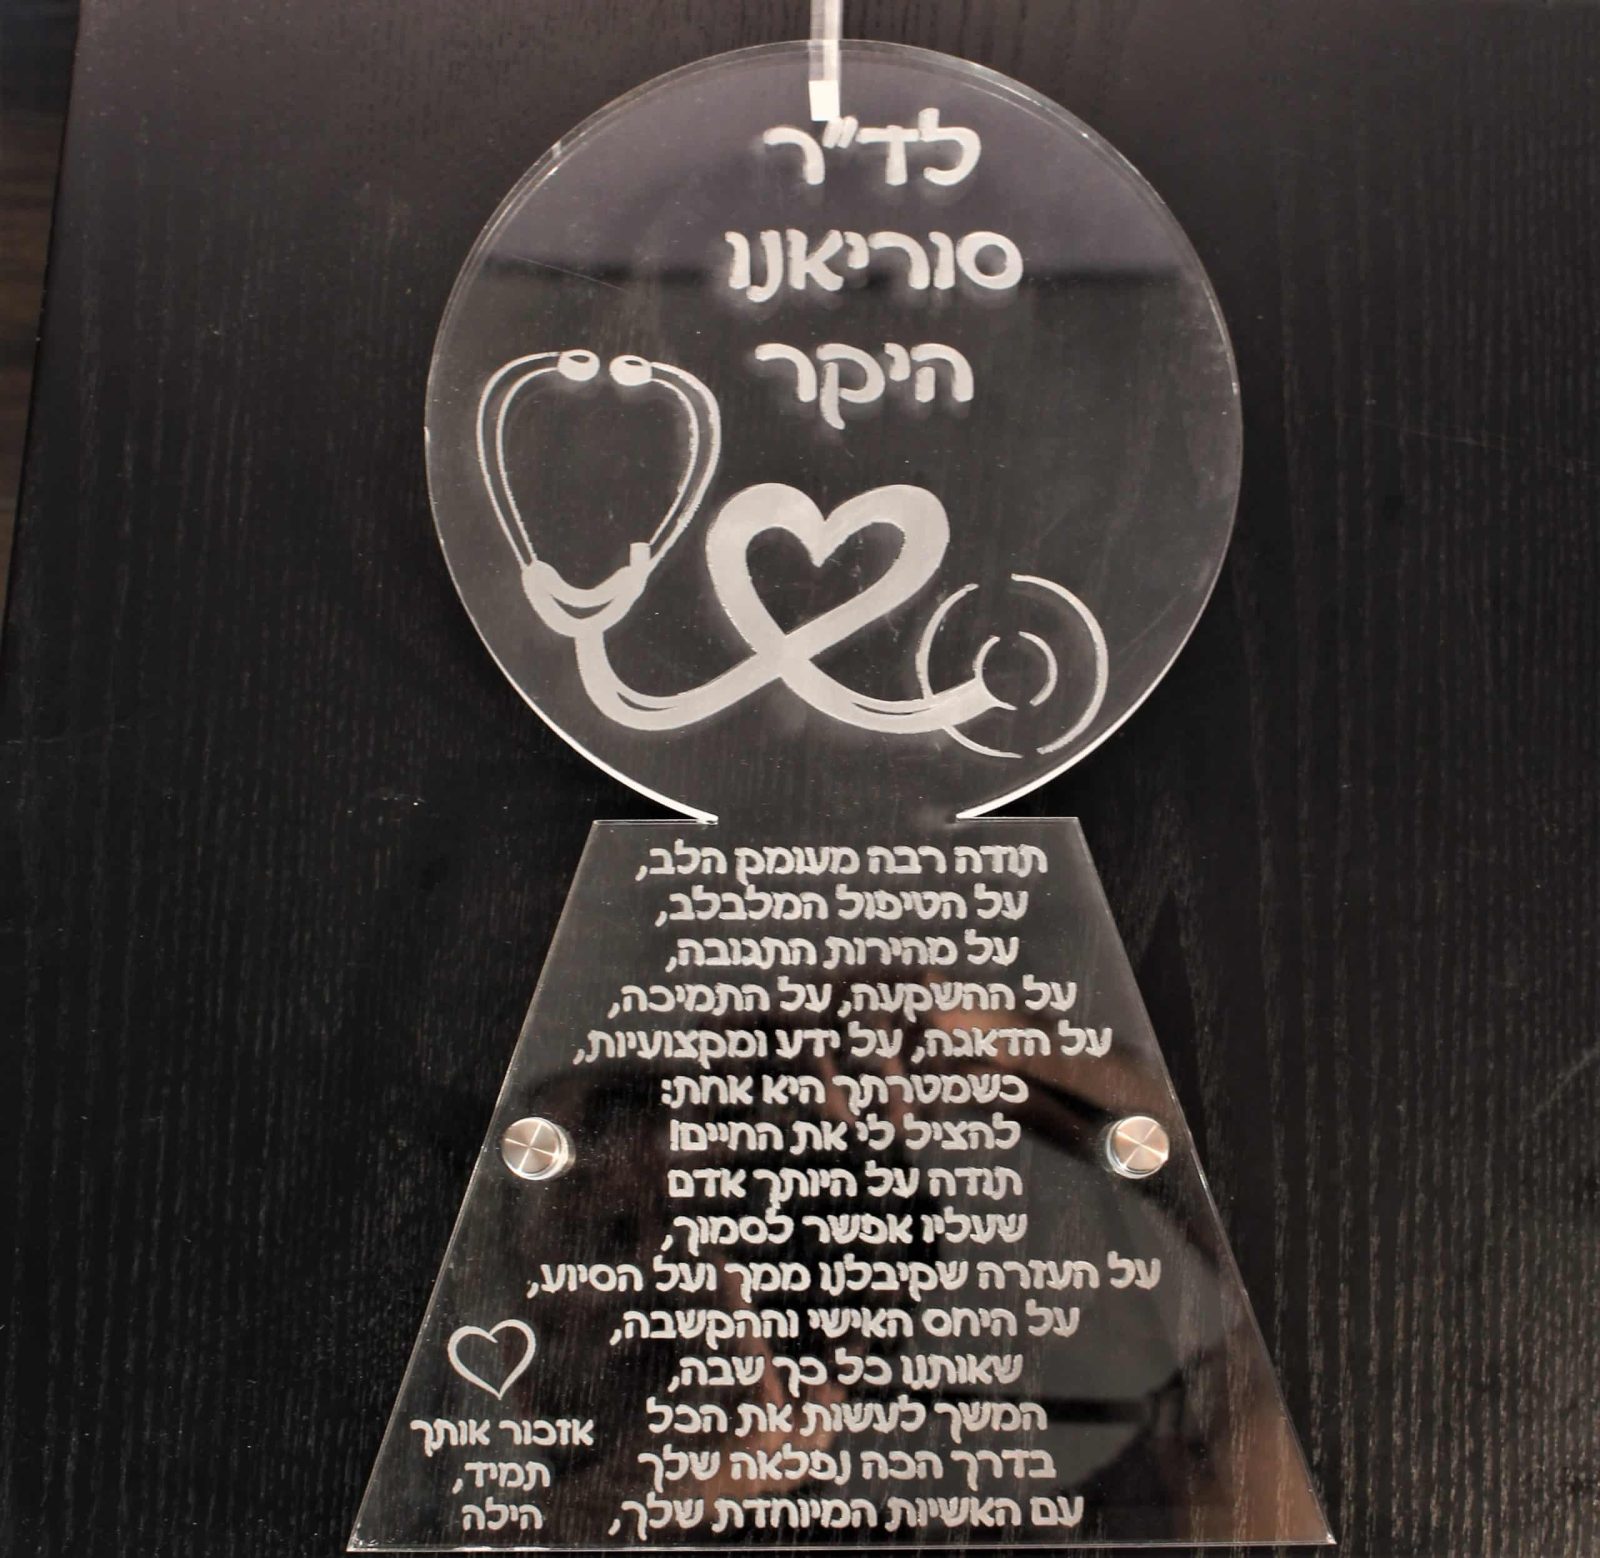 לד"ר
סוריאנו
היקר
תודה רבה מעומק הלב,
על הטיפול המלבלב,
על מהירות התגובה,
על ההשקעה, על התמיכה,
על הדאגה, על ידע ומקצועיות,
כשמטרתך היא אחת:
להציל לי את החיים!
תודה על היותך אדם
שעליו אפשר לסמוך,
על העזרה שקיבלנו ממך ועל הסיוע,
על היחס האישי וההקשבה,
שאותנו כל כך שבה,
המשך לעשות את הכל
בדרך הכה נפלאה שלך
עם האשיות המיוחדת שלך,
אזכור אותך
תמיד,
הילה